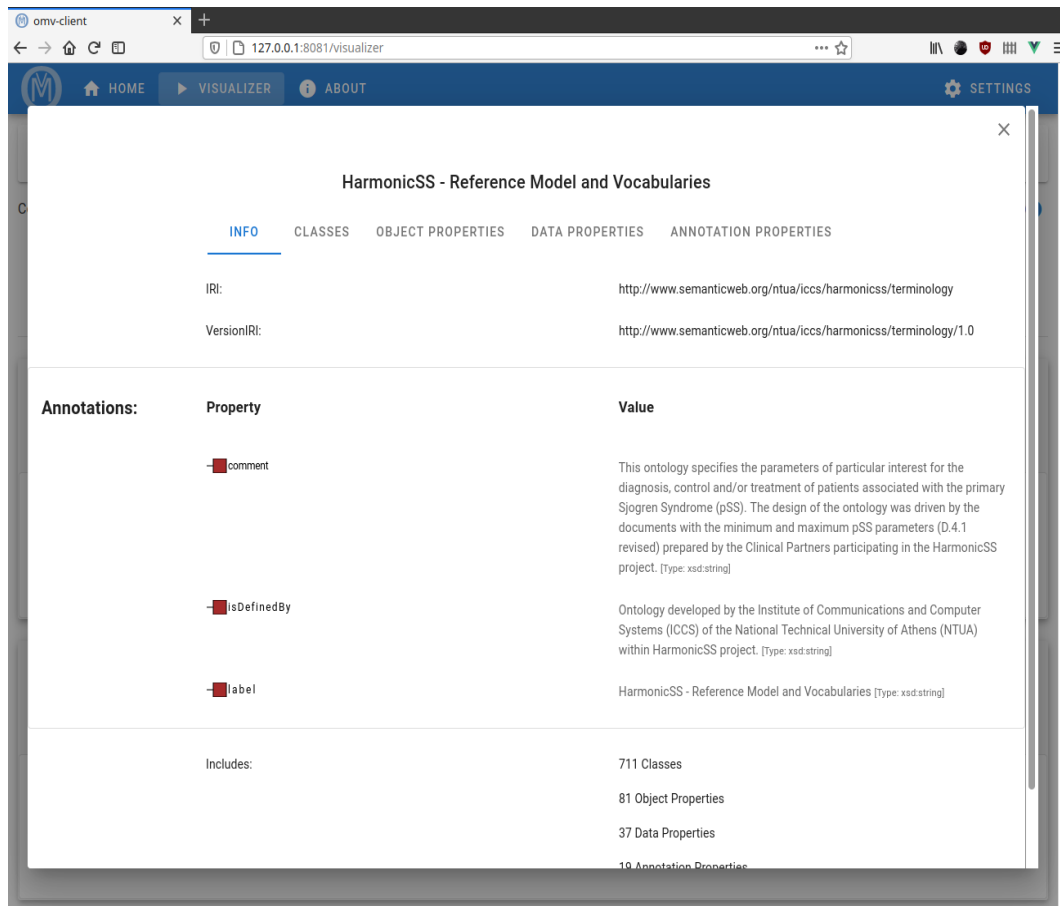 omv-client
127.0.0.1:8081/visualizer
HOME
VISUALIZER
ABOUT
SETTINGS
HarmonicSS - Reference Model and Vocabularies
INFO
CLASSES
OBJECT PROPERTIES
DATA PROPERTIES
ANNOTATION PROPERTIES
IRI:
http://www.semanticweb.org/ntua/iccs/harmonicss/terminology
VersionIRI:
http://www.semanticweb.org/ntua/iccs/harmonicss/terminology/1.0
Annotations:
Property
Value
comment
This ontology specifies the parameters of particular interest for the
diagnosis, control and/or treatment of patients associated with the primary
Sjogren Syndrome (pSS). The design of the ontology was driven by the
documents with the minimum and maximum pSS parameters (D.4.1
revised) prepared by the Clinical Partners participating in the HarmonicSS
project. [Type: xsd:string]
isDefinedBy
Ontology developed by the Institute of Communications and Computer
Systems (ICCS) of the National Technical University of Athens (NTUA)
within HarmonicSS project. [Type: xsd:string]
label
HarmonicSS - Reference Model and Vocabularies [Type: xsd:string]
Includes:
711 Classes
81 Object Properties
37 Data Properties
19 Annotation Properties